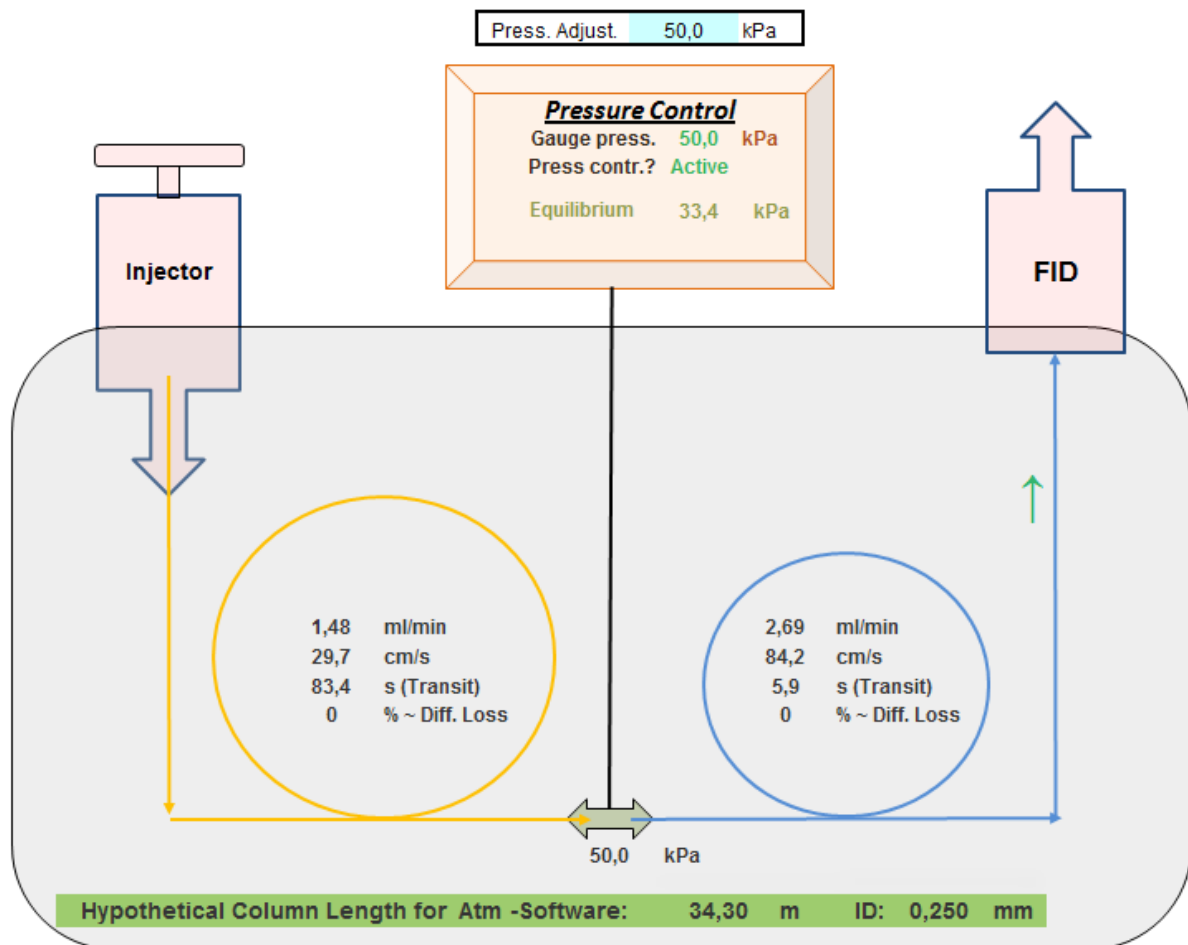 Press. Adjust. 50,0 kPa
Pressure Control
Gauge press. 50,0 kPa
Press contr.? Active
Equilibrium 33,4 kPa
Injector
FID
1,48 ml/min
29,7 cm/s
83,4 s (Transit)
0 % ~ Diff. Loss
2,69 ml/min
84,2 cm/s
5,9 s (Transit)
0 % ~ Diff. Loss
50,0 kPa
Hypothetical Column Length for Atm -Software: 34,30 m ID: 0,250 mm